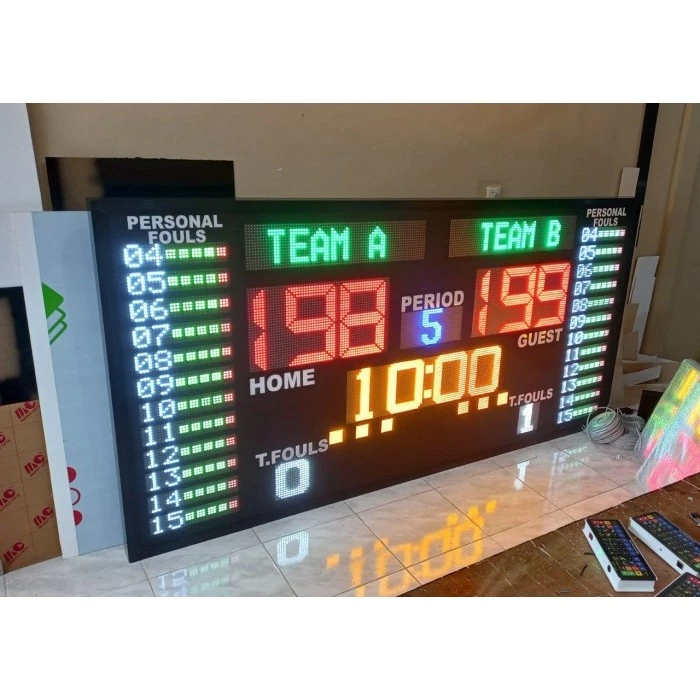 PERSONAL
FOULS
04
05
06
07
08
09
10
11
12
13
14
15
TEAM A
198
HOME
T.FOULS
0
PERIOD
5
10:00
TEAM B
199
GUEST
T.FOULS
1
PERSONAL
FOULS
04
05
06
07
08
09
10
11
12
13
14
15